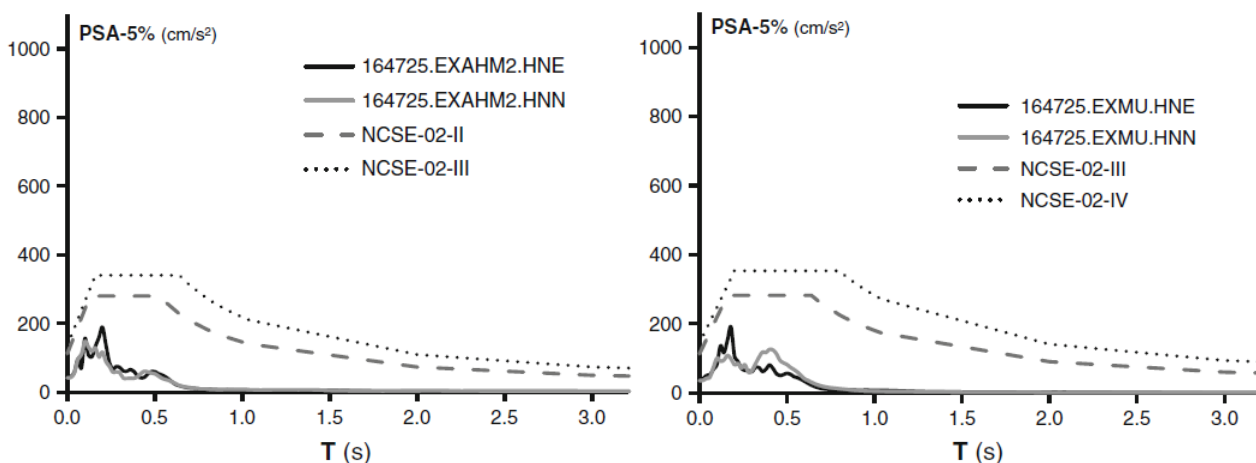 PSA-5% (cm/s²)
1000
800
600
400
200
0
0.0 0.5 1.0 1.5 2.0 2.5 3.0
T (s)
164725.EXAHM2.HNE
164725.EXAHM2.HNN
NCSE-02-II
NCSE-02-III
PSA-5% (cm/s²)
1000
800
600
400
200
0
0.0 0.5 1.0 1.5 2.0 2.5 3.0
T (s)
164725.EXMU.HNE
164725.EXMU.HNN
NCSE-02-III
NCSE-02-IV